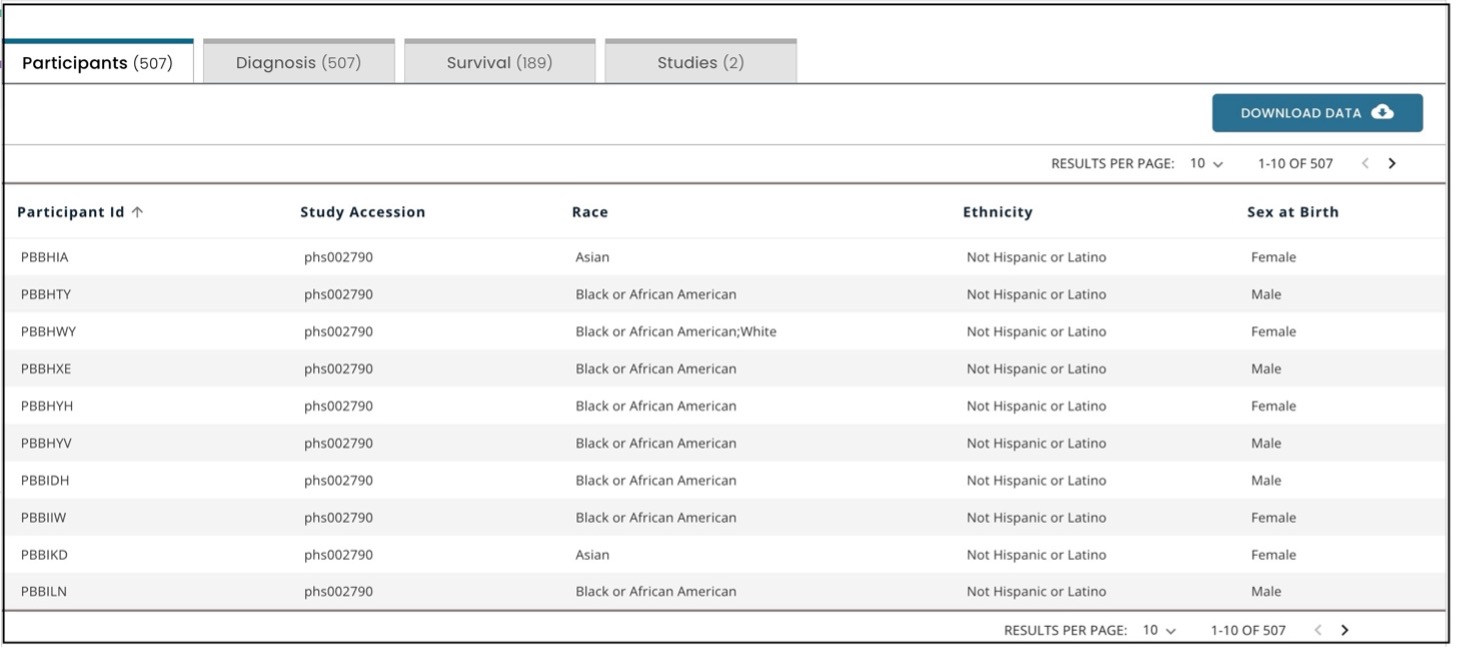 Participants (507) Diagnosis (507) Survival (189) Studies (2)
DOWNLOAD DATA
RESULTS PER PAGE: 10 1-10 OF 507
Participant Id Study Accession Race Ethnicity Sex at Birth
PBBHIA phs002790 Asian Not Hispanic or Latino Female
PBBHTY phs002790 Black or African American Not Hispanic or Latino Male
PBBHWY phs002790 Black or African American;White Not Hispanic or Latino Female
PBBHXE phs002790 Black or African American Not Hispanic or Latino Male
PBBHYH phs002790 Black or African American Not Hispanic or Latino Female
PBBHYV phs002790 Black or African American Not Hispanic or Latino Male
PBBIDH phs002790 Black or African American Not Hispanic or Latino Male
PBBIIW phs002790 Black or African American Not Hispanic or Latino Female
PBBIKD phs002790 Asian Not Hispanic or Latino Female
PBBILN phs002790 Black or African American Not Hispanic or Latino Male
RESULTS PER PAGE: 10 1-10 OF 507